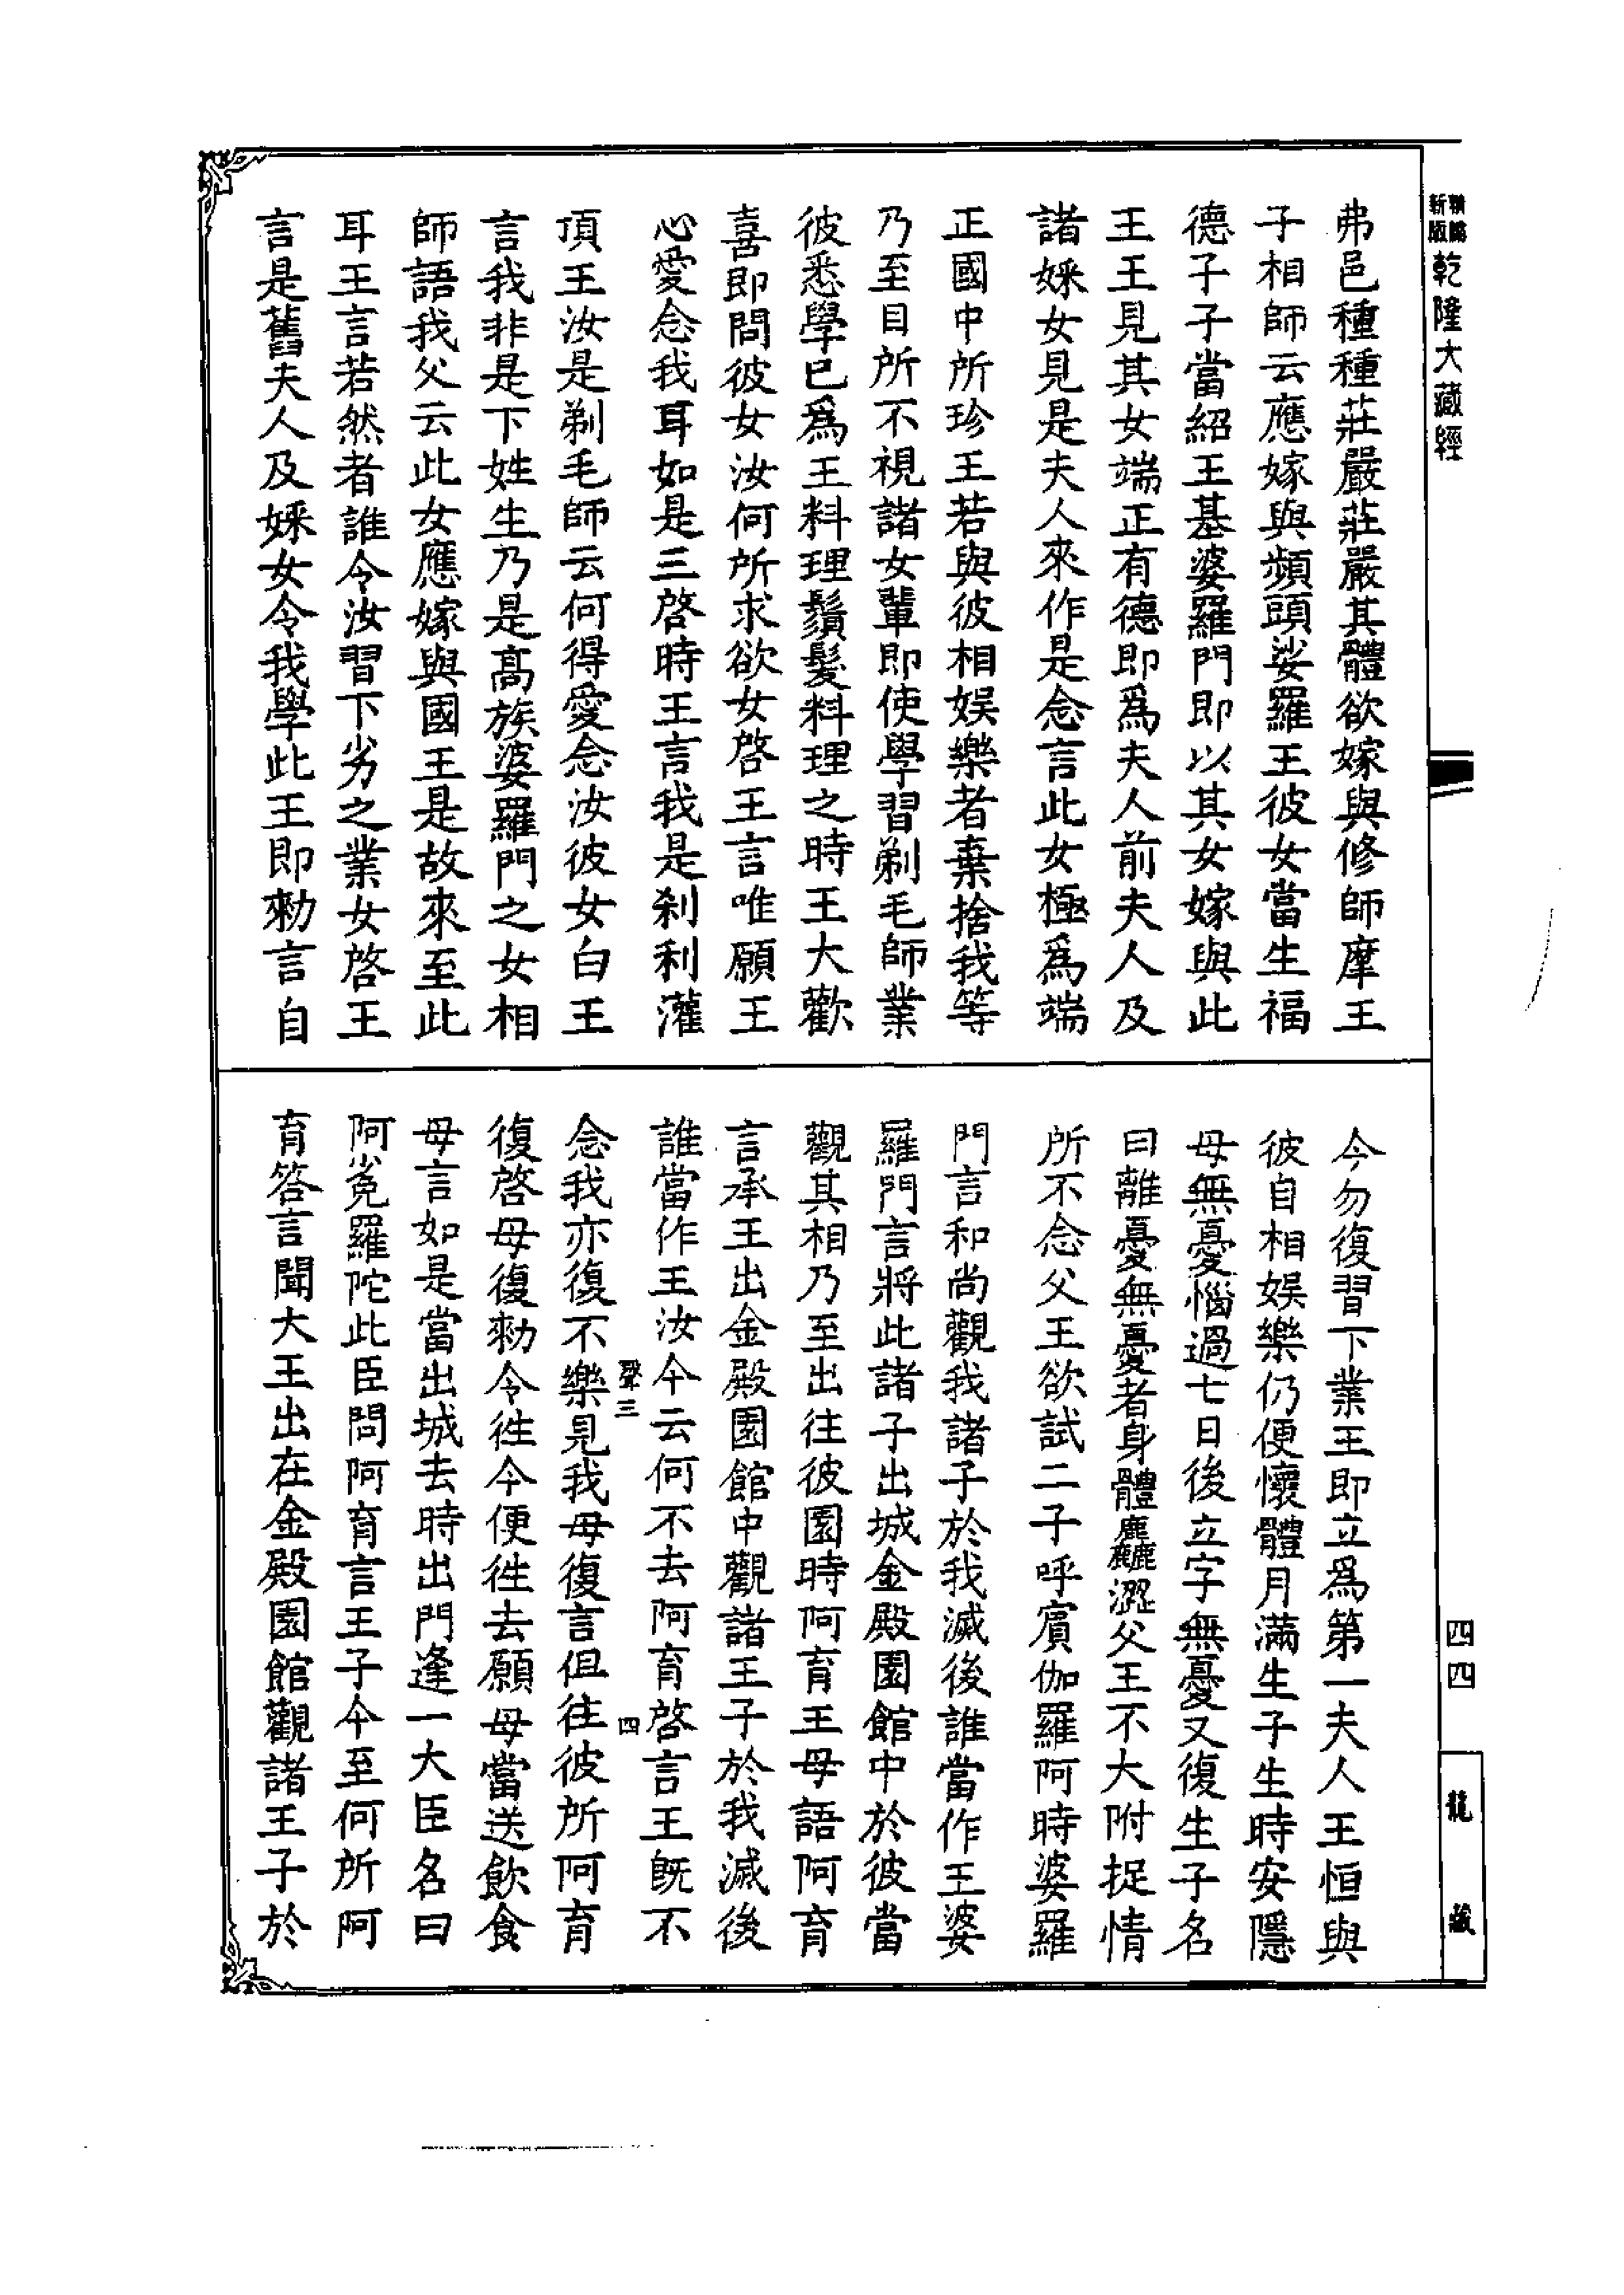 新版
乾隆大藏經
弗邑種種莊嚴莊嚴其體欲嫁與修師摩王
子相師云應嫁與頻頭娑羅王彼女當生福
德子子當紹王基婆羅門即以其女嫁與此
王王見其女端正有德即爲夫人前夫人及
諸婇女見是夫人來作是念言此女極爲端
正國中所珍王若與彼相娛樂者棄捨我等
乃至目所不視諸女輩即使學習剃毛師業
彼悉學已爲王料理鬚髮料理之時王大歡
喜即問彼女汝何所求欲女啓王言唯願王
心愛念我耳如是三啓時王言我是刹利灌
頂王汝是剃毛師云何得愛念汝彼女白王
言我非是下姓生乃是高族婆羅門之女相
師語我父云此女應嫁與國王是故來至此
耳王言若然者誰令汝習下劣之業女啓王
言是舊夫人及婇女令我學此王即勅言自
今勿復習下業王即立爲第一夫人王恒與
彼自相娛樂仍便懷體月滿生子生時安隱
母無憂惱過七日後立字無憂又復生子名
曰離憂無憂者身體麤澀父王不大附捉情
所不念父王欲試二子呼賓伽羅阿時婆羅
門言和尚觀我諸子於我滅後誰當作王婆
羅門言將此諸子出城金殿園館中於彼當
觀其相乃至出往彼園時阿育王母語阿育
言承王出金殿園館中觀諸王子於我滅後
誰當作王汝今云何不去阿育啓言王既不
四
念我亦復不樂見我母復言但往彼所阿育
復啓母復勅令徃今便徃去願母當送飲食
母言如是當出城去時出門逢一大臣名曰
阿㝹羅陀此臣問阿育言王子今至何所阿
育答言聞大王出在金殿園館觀諸王子於
四四
龍藏